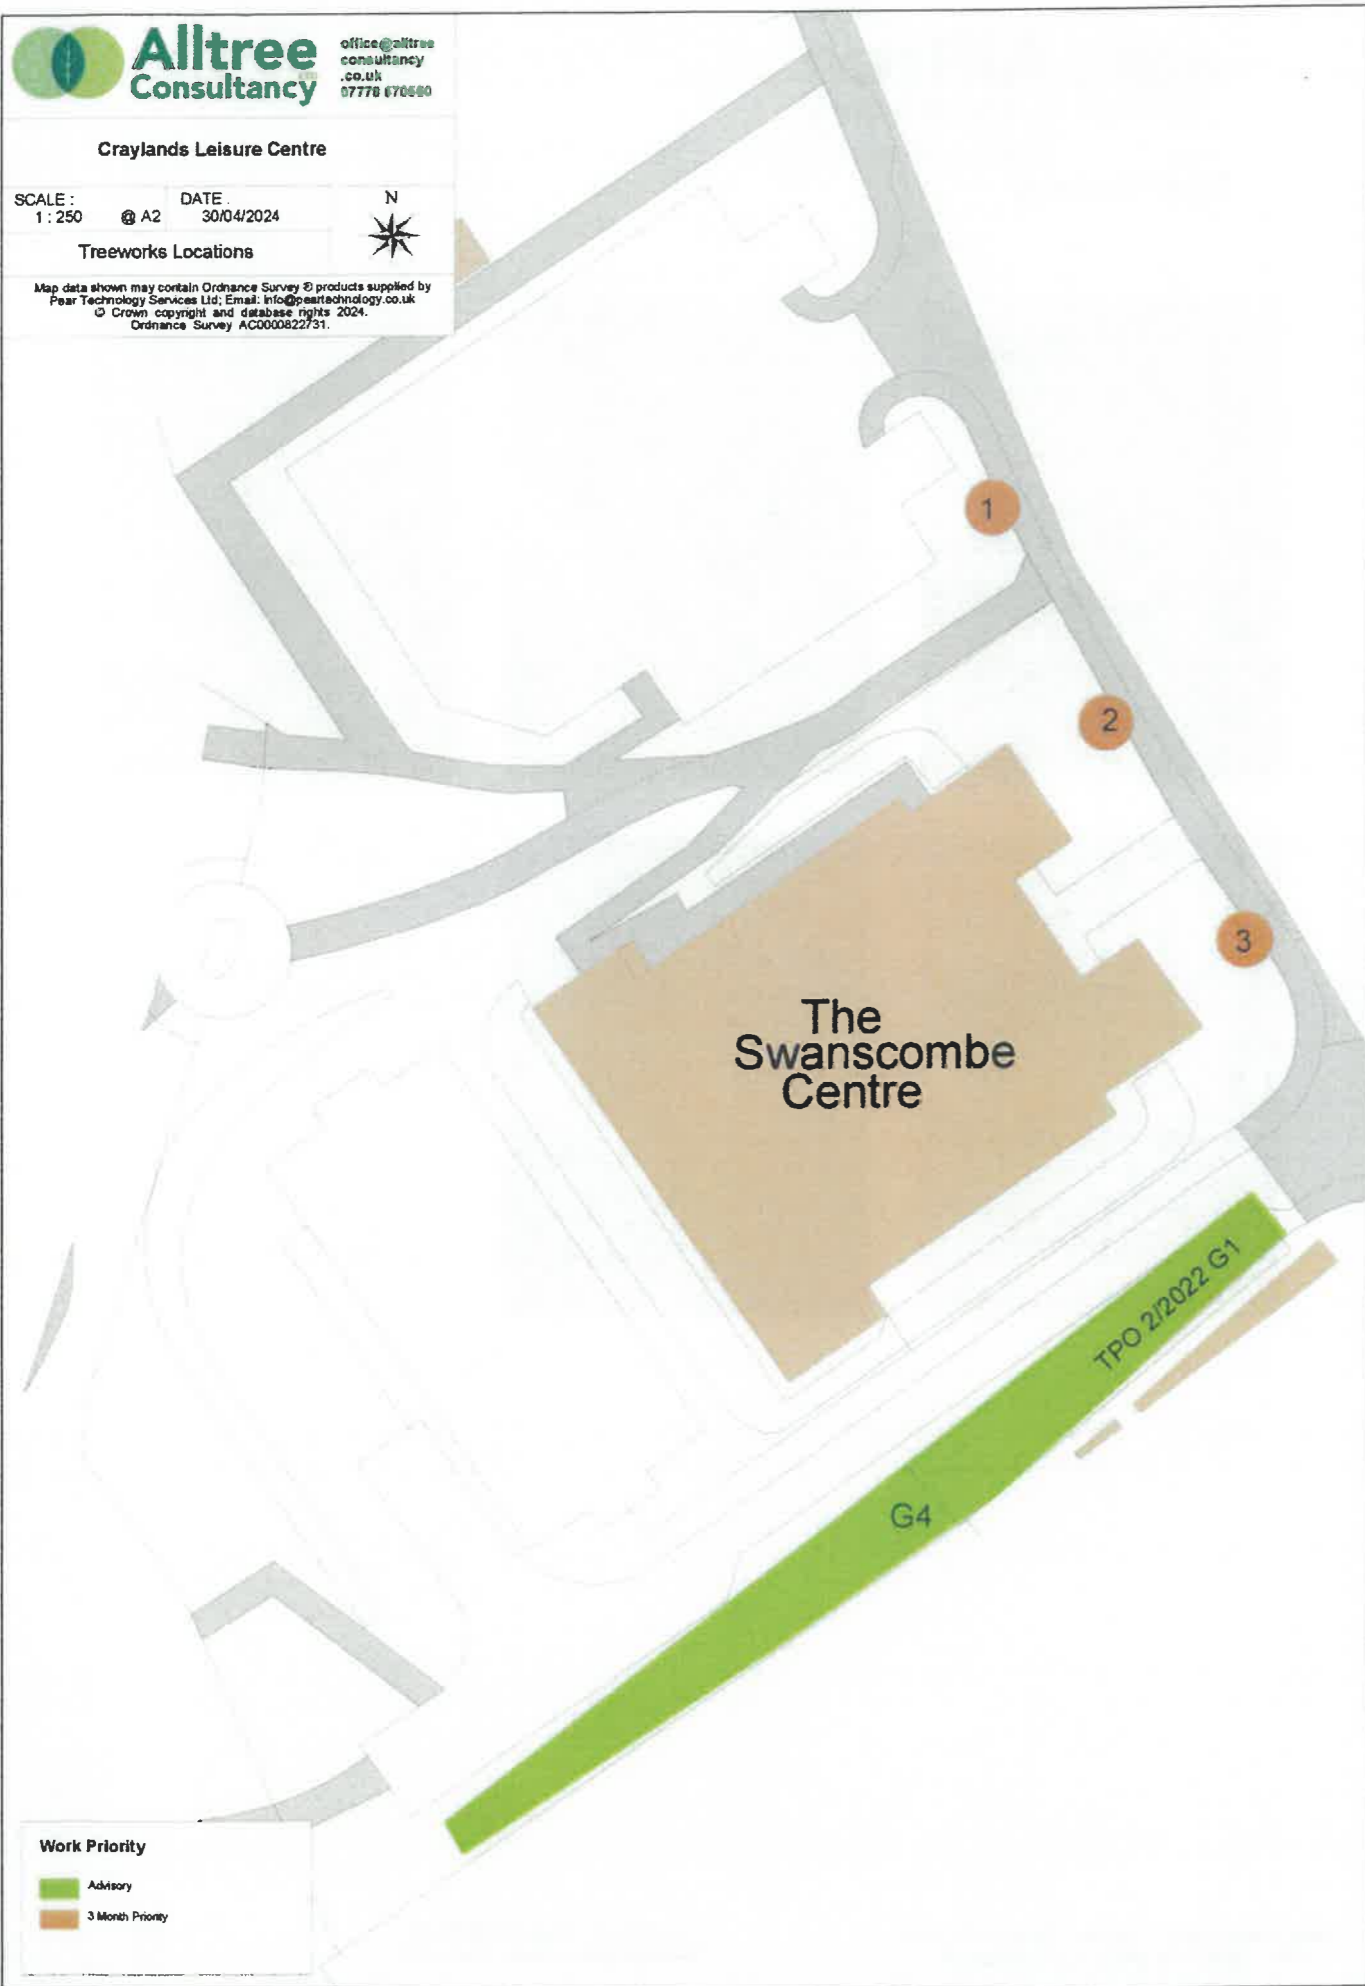 Alltree
Consultancy
office@alltree
consultancy
.co.uk
Craylands Leisure Centre
SCALE :
1 : 250 @ A2
DATE .
30/04/2024
N
Treeworks Locations
Map data shown may contain Ordnance Survey © products supplied by
Pear Technology Services Ltd; Email: info@peartechnology.co.uk
© Crown copyright and database rights 2024.
Ordnance Survey AC0000822731.
1
2
3
The
Swanscombe
Centre
TPO 2/2022 G1
G4
Work Priority
Advisory
3 Month Priority